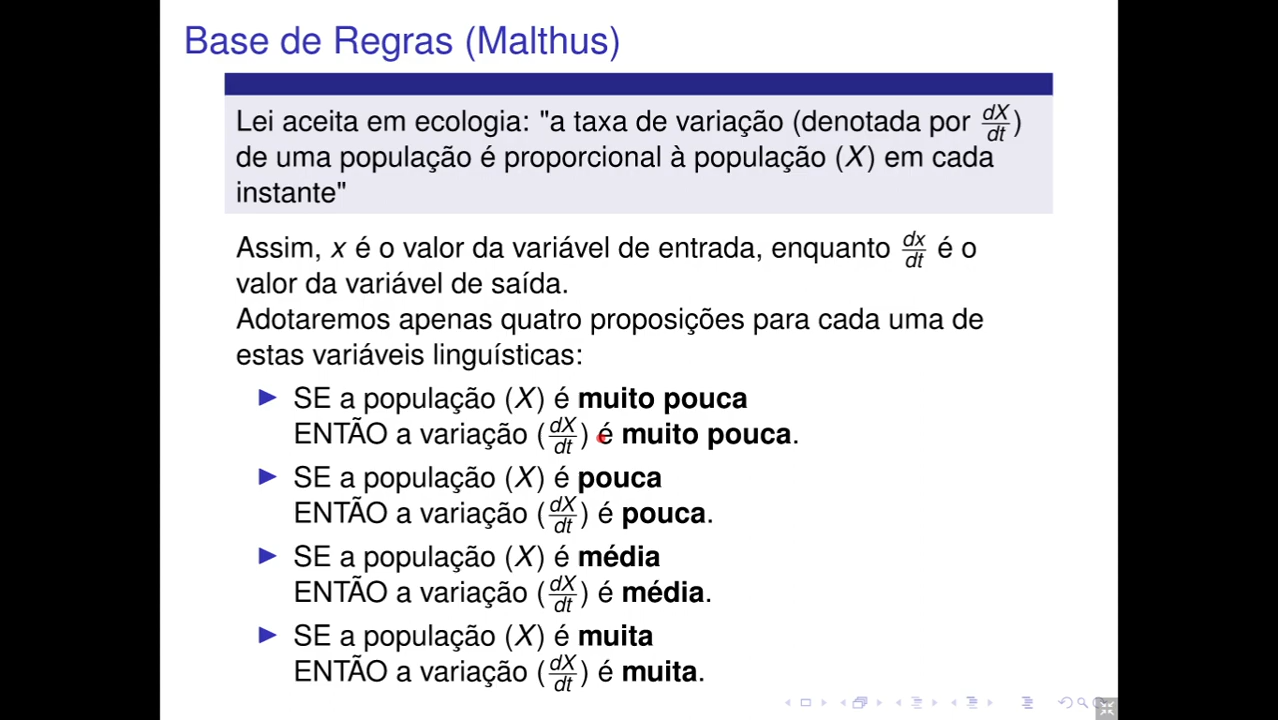 Base de Regras (Malthus)
Lei aceita em ecologia: "a taxa de variação (denotada por dX/dt)
de uma população é proporcional à população (X) em cada
instante"
Assim, x é o valor da variável de entrada, enquanto dx/dt é o
valor da variável de saída.
Adotaremos apenas quatro proposições para cada uma de
estas variáveis linguísticas:
► SE a população (X) é muito pouca
ENTÃO a variação (dX/dt) é muito pouca.
► SE a população (X) é pouca
ENTÃO a variação (dX/dt) é pouca.
► SE a população (X) é média
ENTÃO a variação (dX/dt) é média.
► SE a população (X) é muita
ENTÃO a variação (dX/dt) é muita.